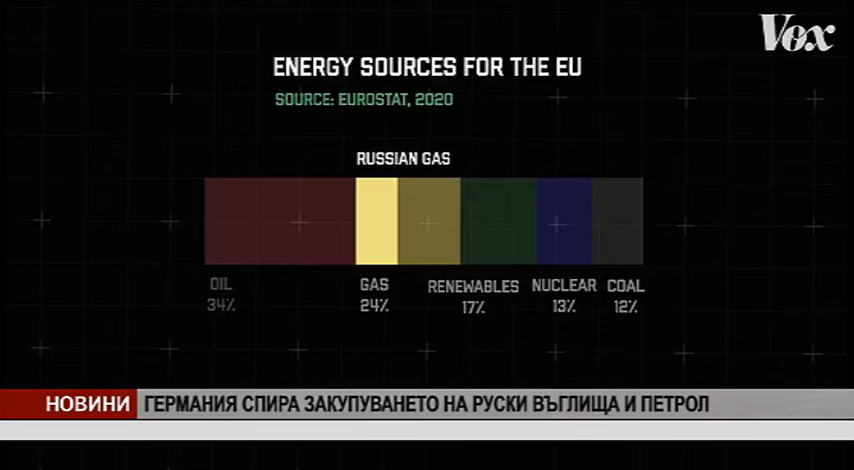 Vox
ENERGY SOURCES FOR THE EU
SOURCE: EUROSTAT, 2020
RUSSIAN GAS
OIL GAS RENEWABLES NUCLEAR COAL
34% 24% 17% 13% 12%
НОВИНИ ГЕРМАНИЯ СПИРА ЗАКУПУВАНЕТО НА РУСКИ ВЪГЛИЩА И ПЕТРОЛ